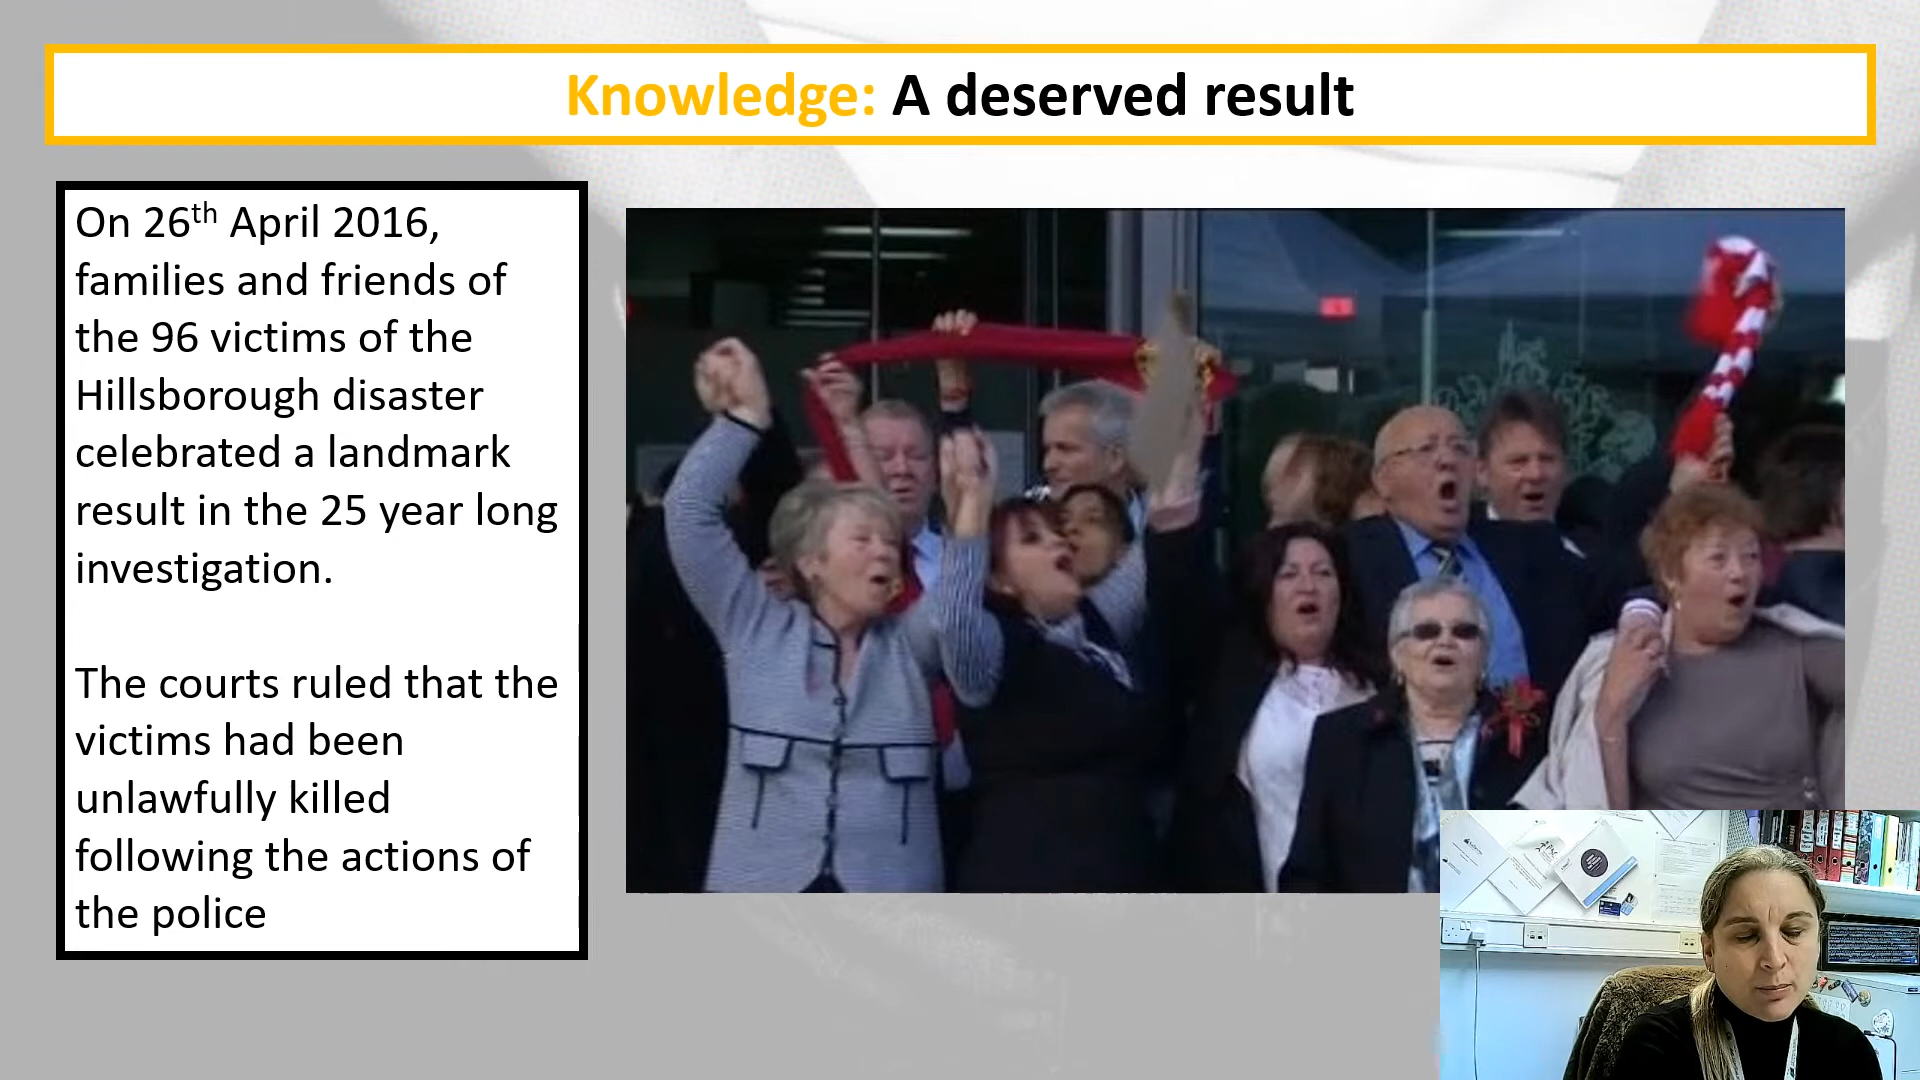 Knowledge: A deserved result
On 26th April 2016,
families and friends of
the 96 victims of the
Hillsborough disaster
celebrated a landmark
result in the 25 year long
investigation.
The courts ruled that the
victims had been
unlawfully killed
following the actions of
the police